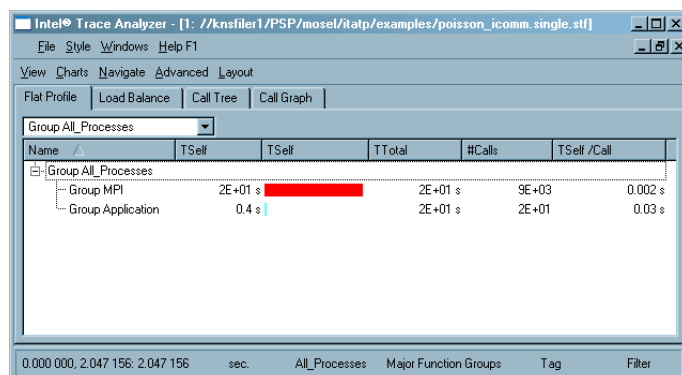 Intel® Trace Analyzer - [1: //knsfiler1/PSP/mosel/itatp/examples/poisson_icomm.single.stf]
File Style Windows Help F1
View Charts Navigate Advanced Layout
Flat Profile Load Balance Call Tree Call Graph
Group All_Processes
Name TSelf TSelf TTotal #Calls TSelf /Call
Group All_Processes
Group MPI 2E+01 s 2E+01 s 9E+03 0.002 s
Group Application 0.4 s 2E+01 s 2E+01 0.03 s
0.000 000, 2.047 156: 2.047 156 sec. All_Processes Major Function Groups Tag Filter